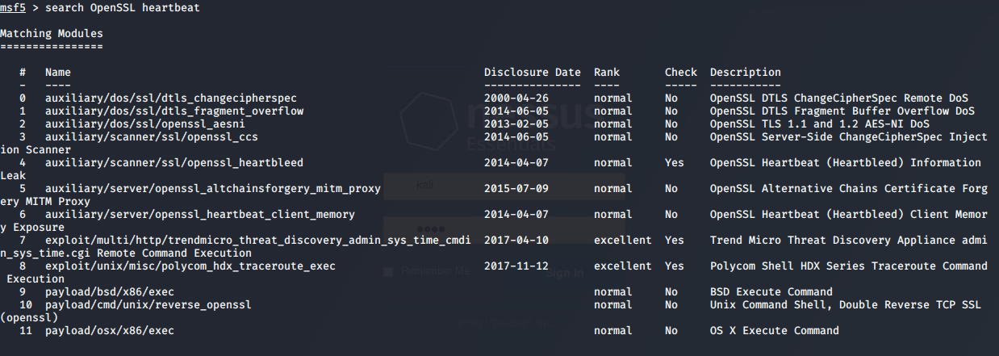 msf5 > search OpenSSL heartbeat
Matching Modules
================
# Name Disclosure Date Rank Check Description
- ---- --------------- ---- ----- -----------
0 auxiliary/dos/ssl/dtls_changecipherspec 2000-04-26 normal No OpenSSL DTLS ChangeCipherSpec Remote DoS
1 auxiliary/dos/ssl/dtls_fragment_overflow 2014-06-05 normal No OpenSSL DTLS Fragment Buffer Overflow DoS
2 auxiliary/dos/ssl/openssl_aesni 2013-02-05 normal No OpenSSL TLS 1.1 and 1.2 AES-NI DoS
3 auxiliary/scanner/ssl/openssl_ccs 2014-06-05 normal No OpenSSL Server-Side ChangeCipherSpec Inject
ion Scanner
4 auxiliary/scanner/ssl/openssl_heartbleed 2014-04-07 normal Yes OpenSSL Heartbeat (Heartbleed) Information
Leak
5 auxiliary/server/openssl_altchainsforgery_mitm_proxy 2015-07-09 normal No OpenSSL Alternative Chains Certificate Forg
ery MITM Proxy
6 auxiliary/server/openssl_heartbeat_client_memory 2014-04-07 normal No OpenSSL Heartbeat (Heartbleed) Client Memor
y Exposure
7 exploit/multi/http/trendmicro_threat_discovery_admin_sys_time_cmdi 2017-04-10 excellent Yes Trend Micro Threat Discovery Appliance admi
n_sys_time.cgi Remote Command Execution
8 exploit/unix/misc/polycom_hdx_traceroute_exec 2017-11-12 excellent Yes Polycom Shell HDX Series Traceroute Command
Execution
9 payload/bsd/x86/exec normal No BSD Execute Command
10 payload/cmd/unix/reverse_openssl normal No Unix Command Shell, Double Reverse TCP SSL
(openssl)
11 payload/osx/x86/exec normal No OS X Execute Command
nessus
Essentials
kali
Remember Me
Sign In